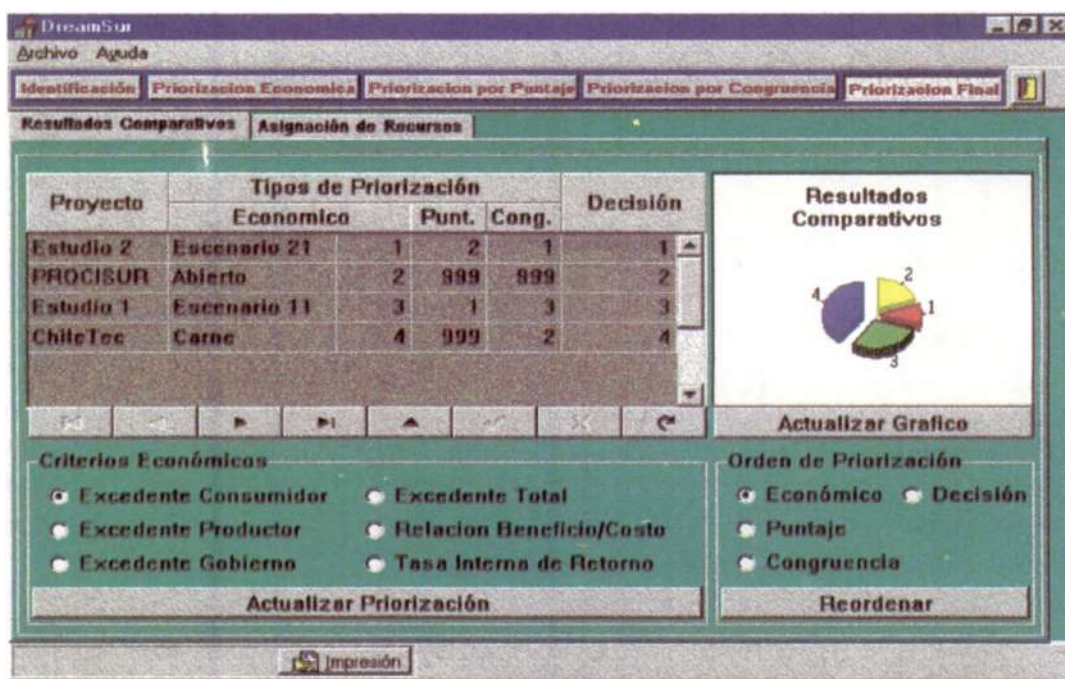 DreamSur
Archivo Ayuda
Identificación Priorizacion Economica Priorizacion por Puntaje Priorizacion por Congruencia Priorizacion Final
Resultados Comparativos Asignación de Recursos
Proyecto Tipos de Priorización Decisión
Economico Punt. Cong.
Estudio 2 Escenario 21 1 2 1 1
PROCISUR Abierto 2 999 999 2
Estudio 1 Escenario 11 3 1 3 3
ChileTec Carne 4 999 2 4
Resultados
Comparativos
2
4
1
3
Actualizar Grafico
Criterios Económicos
Excedente Consumidor Excedente Total
Excedente Productor Relacion Beneficio/Costo
Excedente Gobierno Tasa Interna de Retorno
Actualizar Priorización
Orden de Priorización
Económico Decisión
Puntaje
Congruencia
Reordenar
Impresión